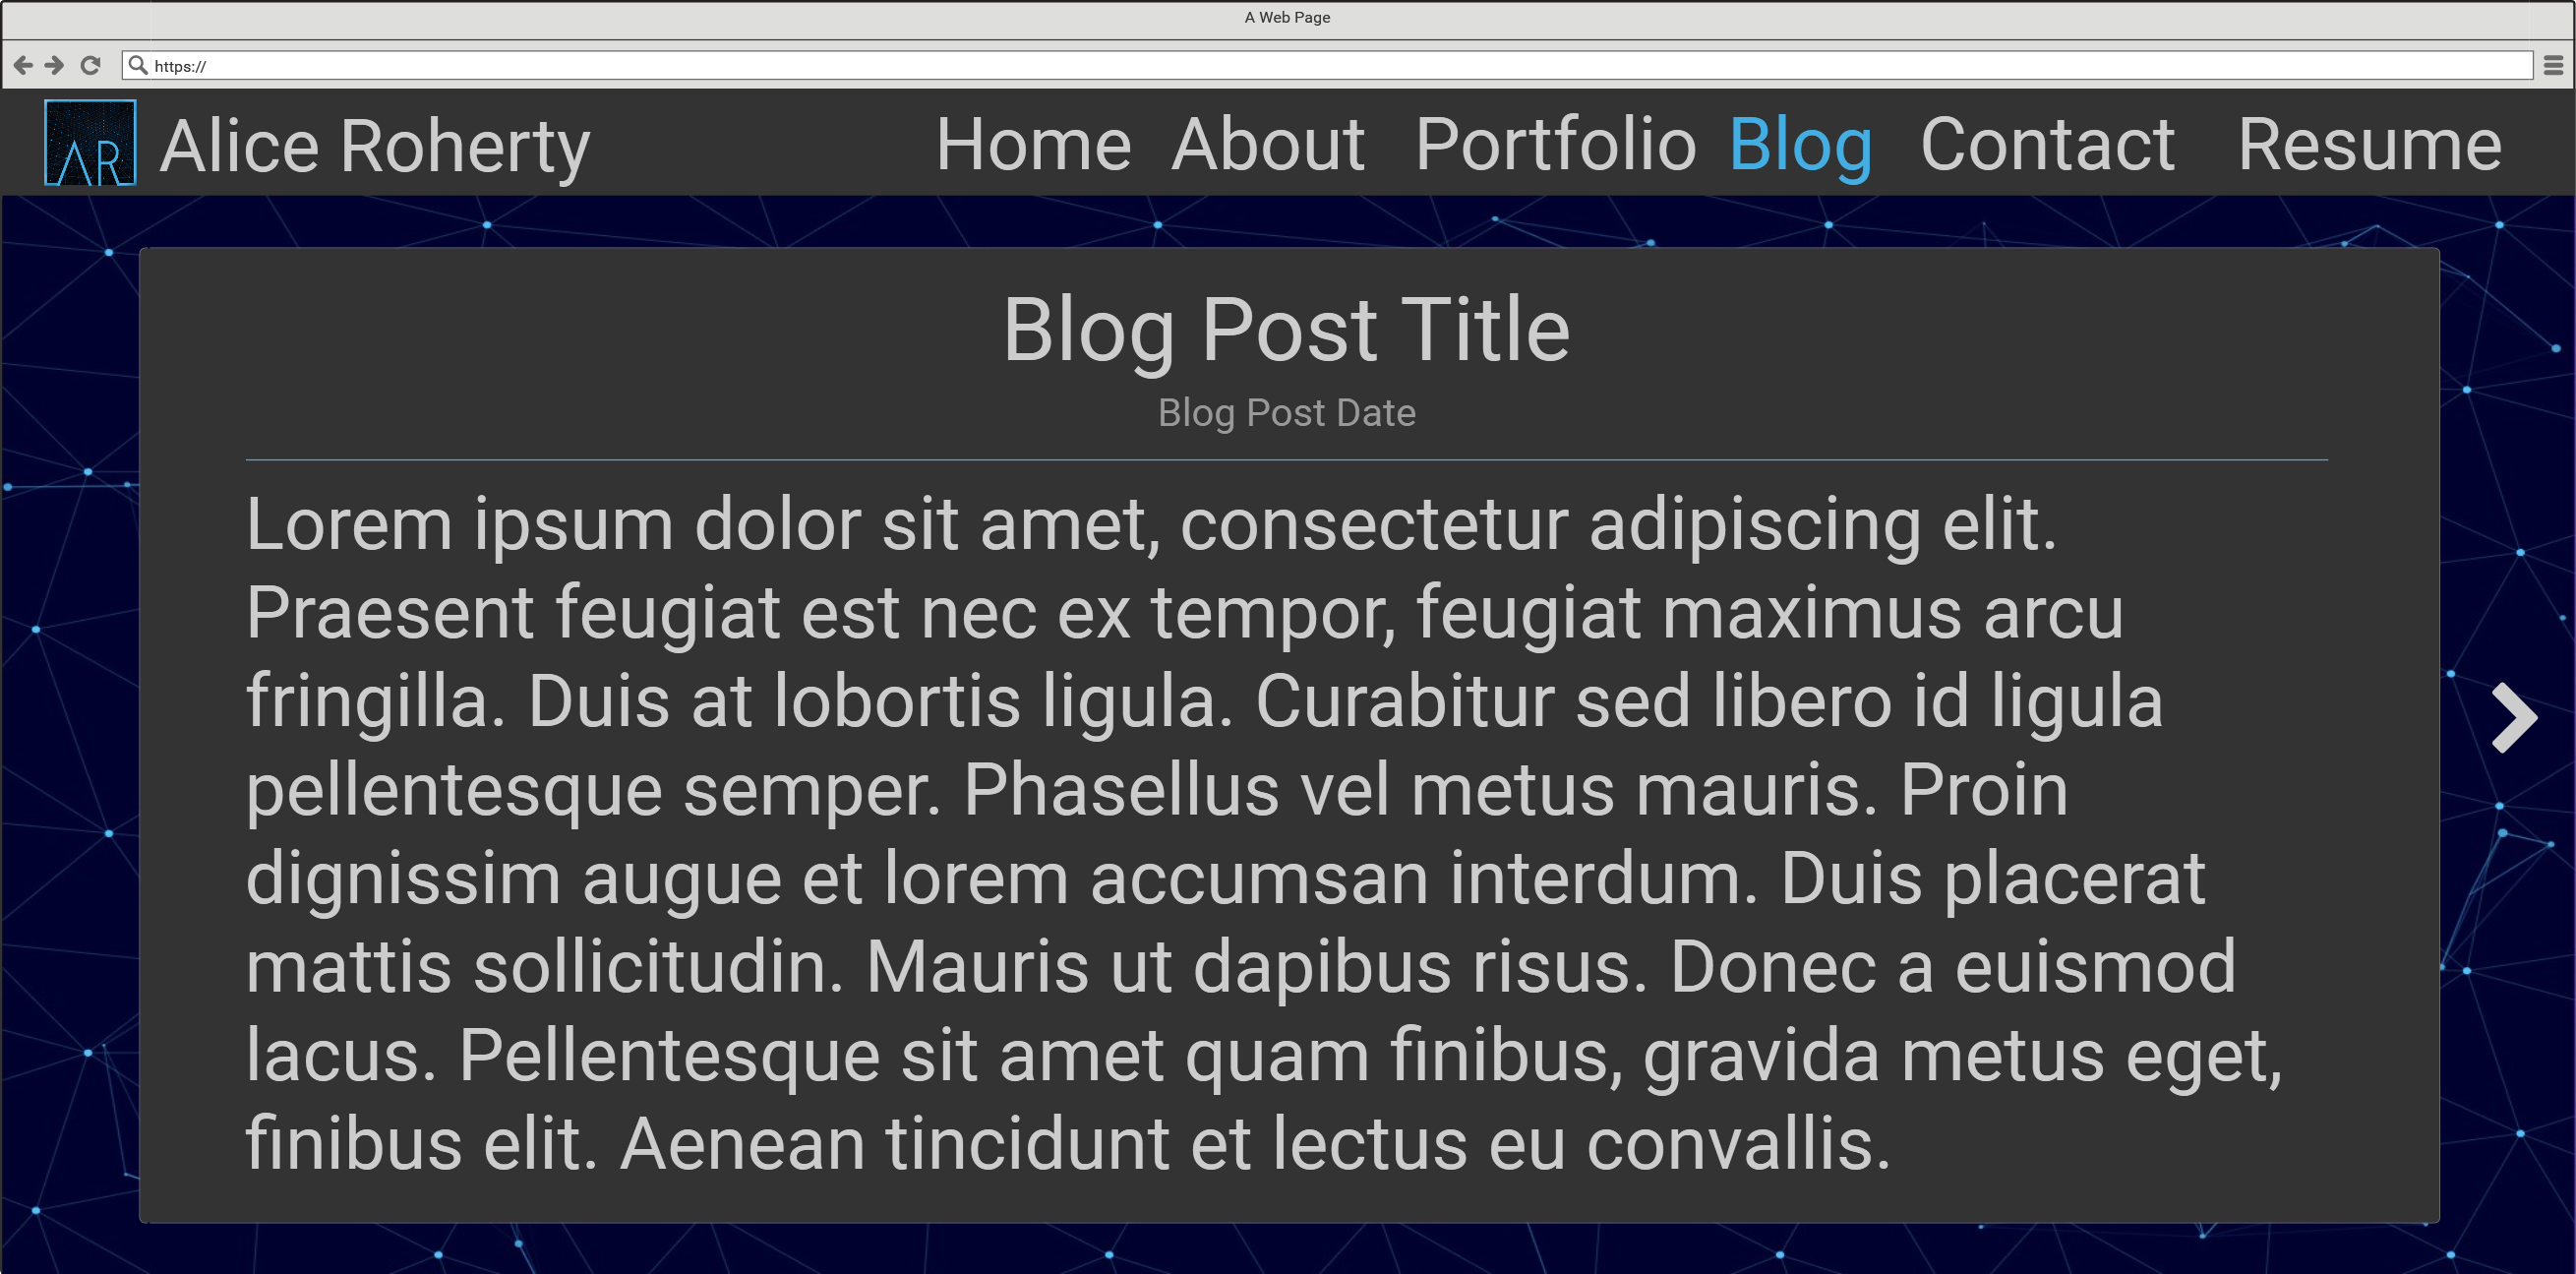 A Web Page
https://
AR Alice Roherty Home About Portfolio Blog Contact Resume
Blog Post Title
Blog Post Date
Lorem ipsum dolor sit amet, consectetur adipiscing elit.
Praesent feugiat est nec ex tempor, feugiat maximus arcu
fringilla. Duis at lobortis ligula. Curabitur sed libero id ligula
pellentesque semper. Phasellus vel metus mauris. Proin
dignissim augue et lorem accumsan interdum. Duis placerat
mattis sollicitudin. Mauris ut dapibus risus. Donec a euismod
lacus. Pellentesque sit amet quam finibus, gravida metus eget,
finibus elit. Aenean tincidunt et lectus eu convallis.